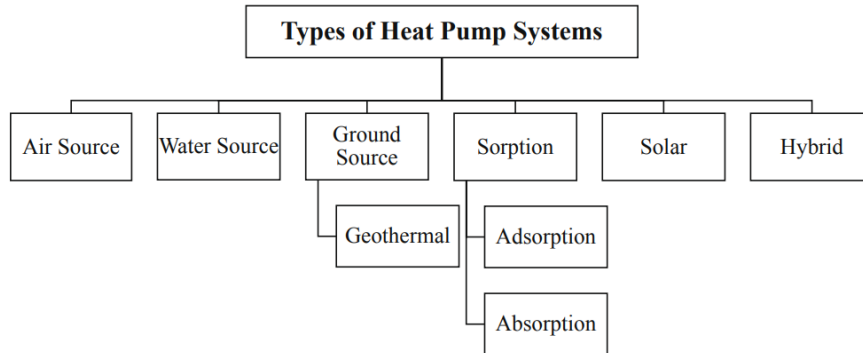 Types of Heat Pump Systems
Air Source
Water Source
Ground
Source
Sorption
Solar
Hybrid
Geothermal
Adsorption
Absorption